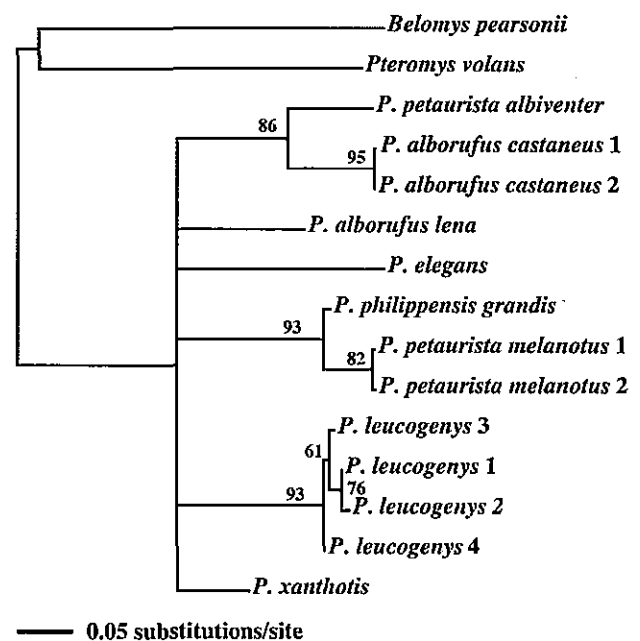 Belomys pearsonii
Pteromys volans
P. petaurista albiventer
86
P. alborufus castaneus 1
95
P. alborufus castaneus 2
P. alborufus lena
P. elegans
P. philippensis grandis
93
P. petaurista melanotus 1
82
P. petaurista melanotus 2
P. leucogenys 3
61
P. leucogenys 1
76
P. leucogenys 2
93
P. leucogenys 4
P. xanthotis
0.05 substitutions/site